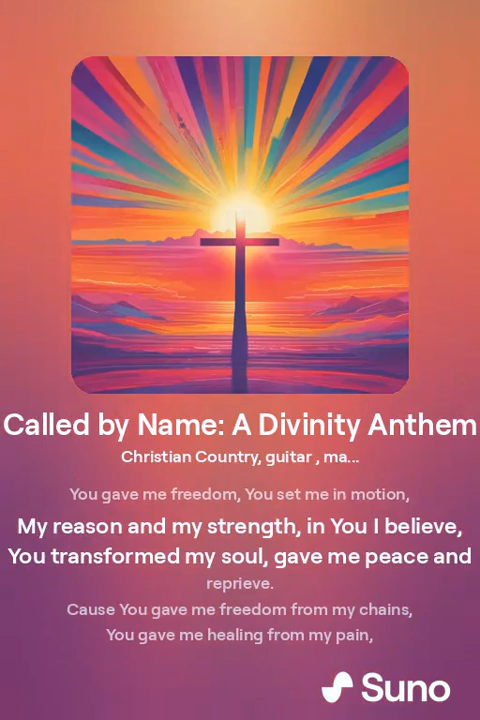 Called by Name: A Divinity Anthem
Christian Country, guitar , ma...
You gave me freedom, You set me in motion,
My reason and my strength, in You I believe,
You transformed my soul, gave me peace and
reprieve.
Cause You gave me freedom from my chains,
You gave me healing from my pain,
Suno